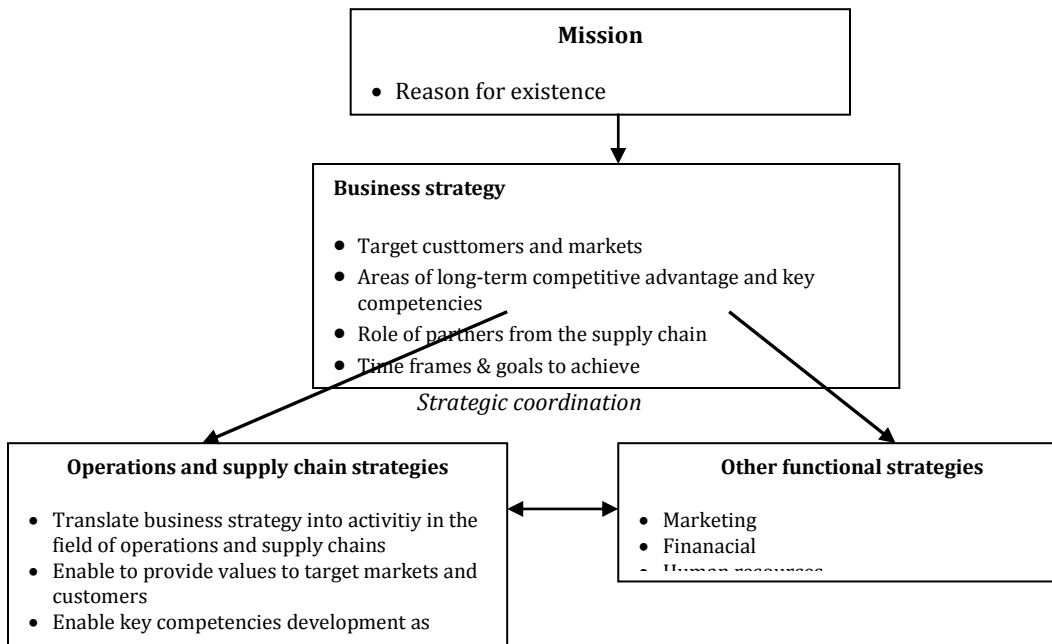 Mission
• Reason for existence
Business strategy
• Target custtomers and markets
• Areas of long-term competitive advantage and key
competencies
• Role of partners from the supply chain
• Time frames & goals to achieve
Strategic coordination
Operations and supply chain strategies
• Translate business strategy into activitiy in the
field of operations and supply chains
• Enable to provide values to target markets and
customers
• Enable key competencies development as
Other functional strategies
• Marketing
• Finanacial
• Human resources